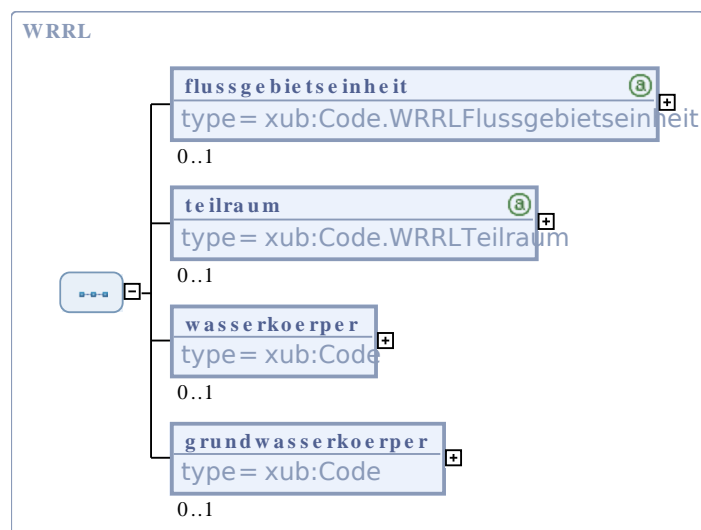 WRRL
flussgebietseinheit
a
type= xub:Code.WRRLFlussgebietseinheit
0..1
teilraum
a
type= xub:Code.WRRLTeilraum
0..1
wasserkoerper
type= xub:Code
0..1
grundwasserkoerper
type= xub:Code
0..1